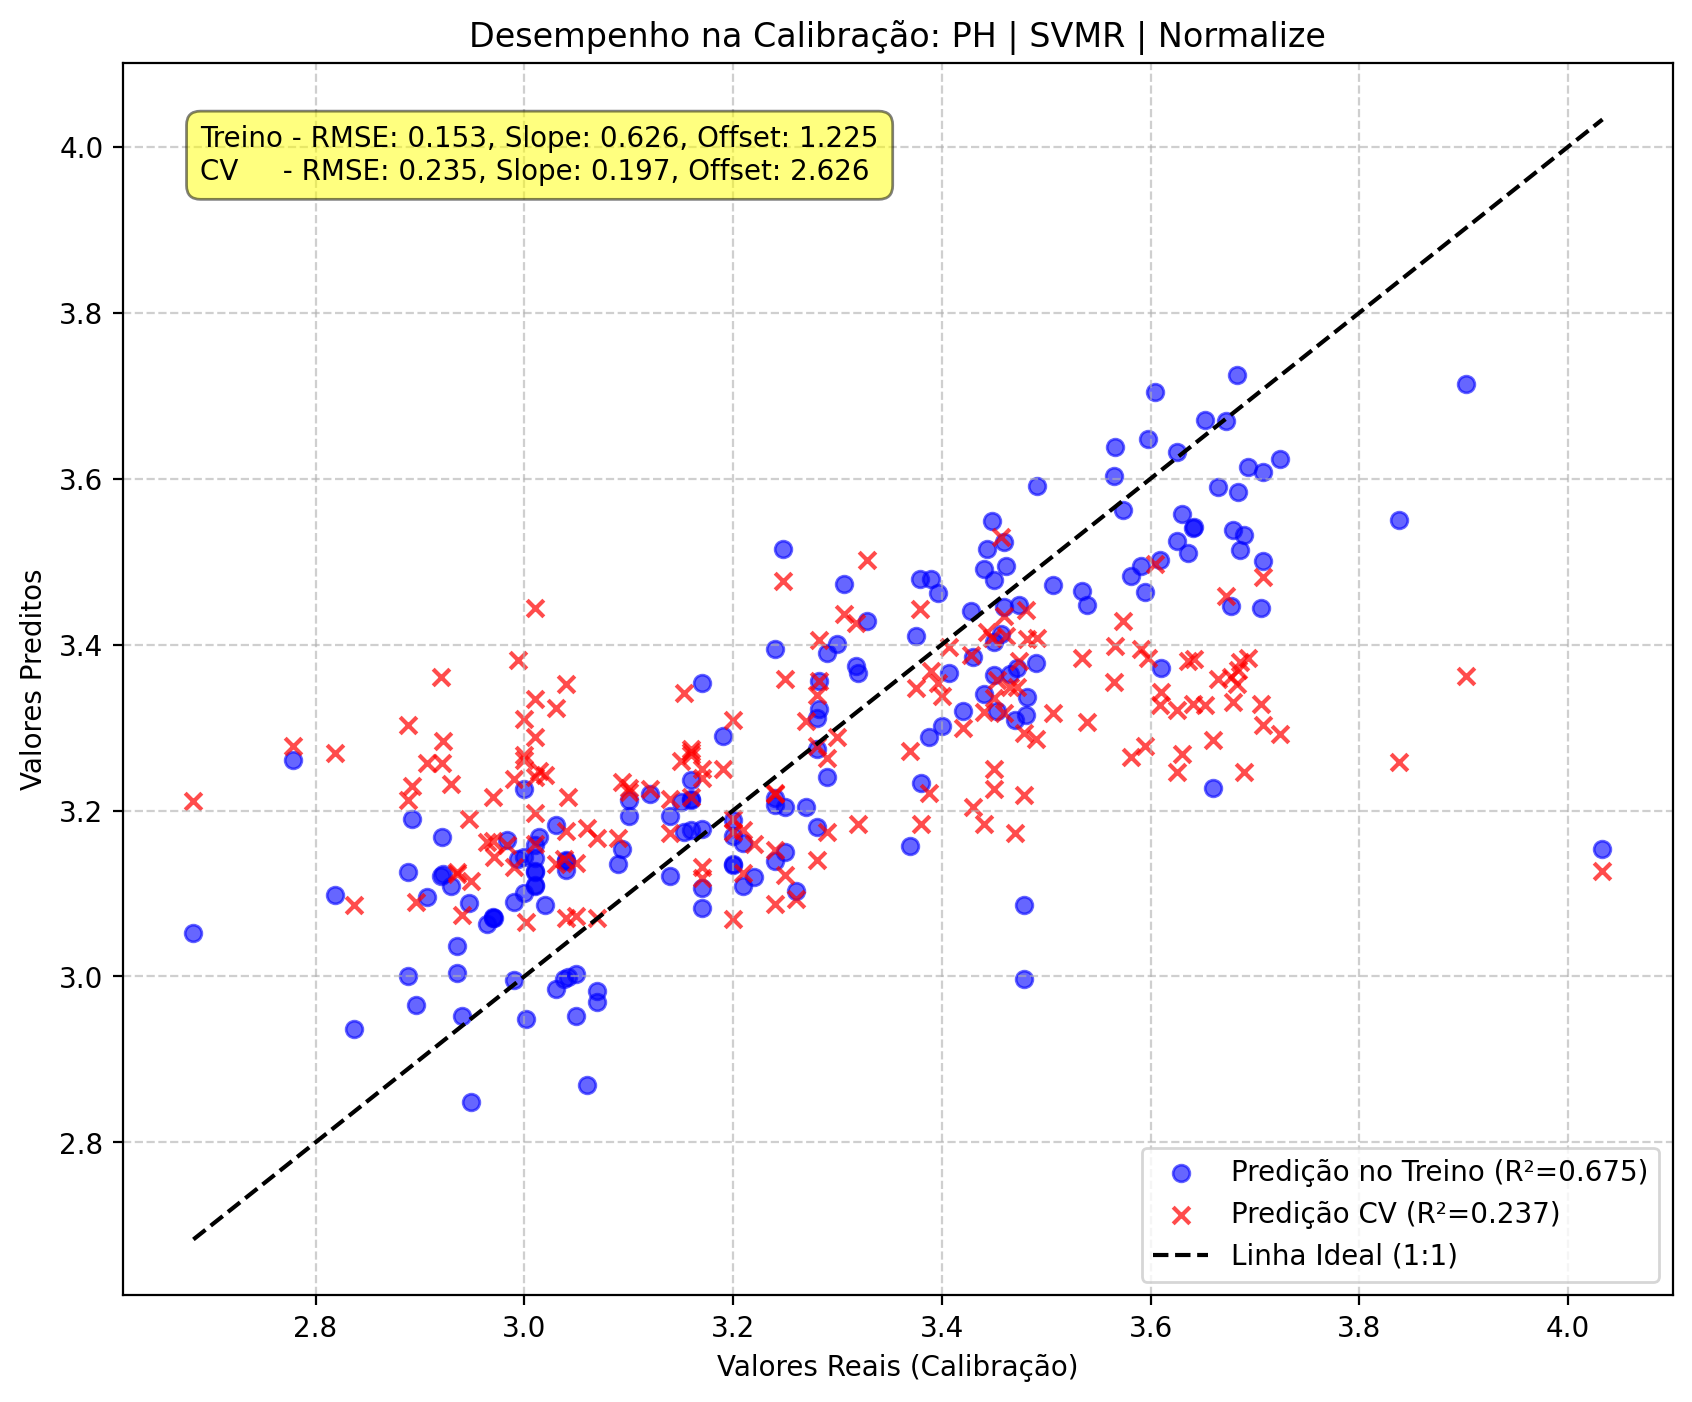 Desempenho na Calibração: PH | SVMR | Normalize
Treino - RMSE: 0.153, Slope: 0.626, Offset: 1.225
CV - RMSE: 0.235, Slope: 0.197, Offset: 2.626
Valores Preditos
4.0
3.8
3.6
3.4
3.2
3.0
2.8
Predição no Treino (R²=0.675)
Predição CV (R²=0.237)
Linha Ideal (1:1)
2.8 3.0 3.2 3.4 3.6 3.8 4.0
Valores Reais (Calibração)